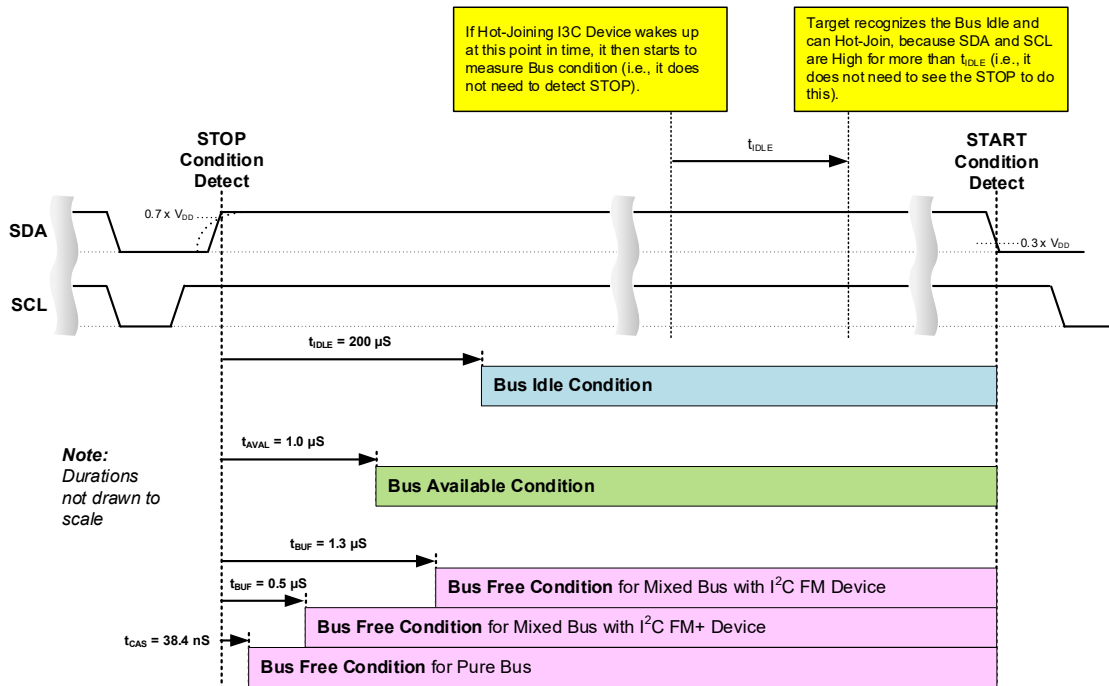 If Hot-Joining I3C Device wakes up
at this point in time, it then starts to
measure Bus condition (i.e., it does
not need to detect STOP).
Target recognizes the Bus Idle and
can Hot-Join, because SDA and SCL
are High for more than tIDLE (i.e., it
does not need to see the STOP to do
this).
STOP
Condition
Detect
tIDLE
START
Condition
Detect
0.7 x VDD
SDA
0.3 x VDD
SCL
tIDLE = 200 µS
Bus Idle Condition
Note:
Durations
not drawn to
scale
tAVAL = 1.0 µS
Bus Available Condition
tBUF = 1.3 µS
Bus Free Condition for Mixed Bus with I²C FM Device
tBUF = 0.5 µS
Bus Free Condition for Mixed Bus with I²C FM+ Device
tCAS = 38.4 nS
Bus Free Condition for Pure Bus